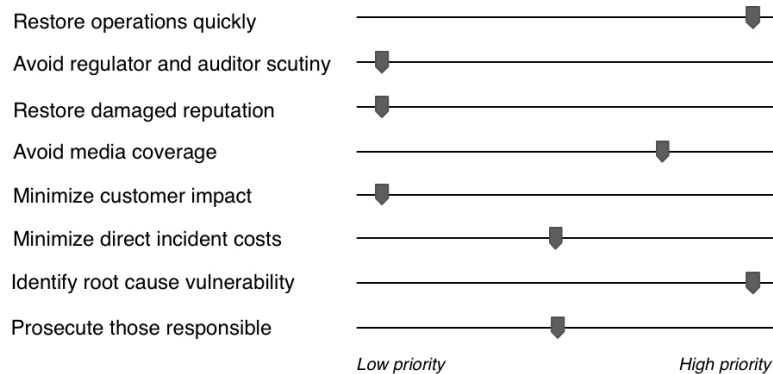 Restore operations quickly
Avoid regulator and auditor scutiny
Restore damaged reputation
Avoid media coverage
Minimize customer impact
Minimize direct incident costs
Identify root cause vulnerability
Prosecute those responsible
Low priority High priority